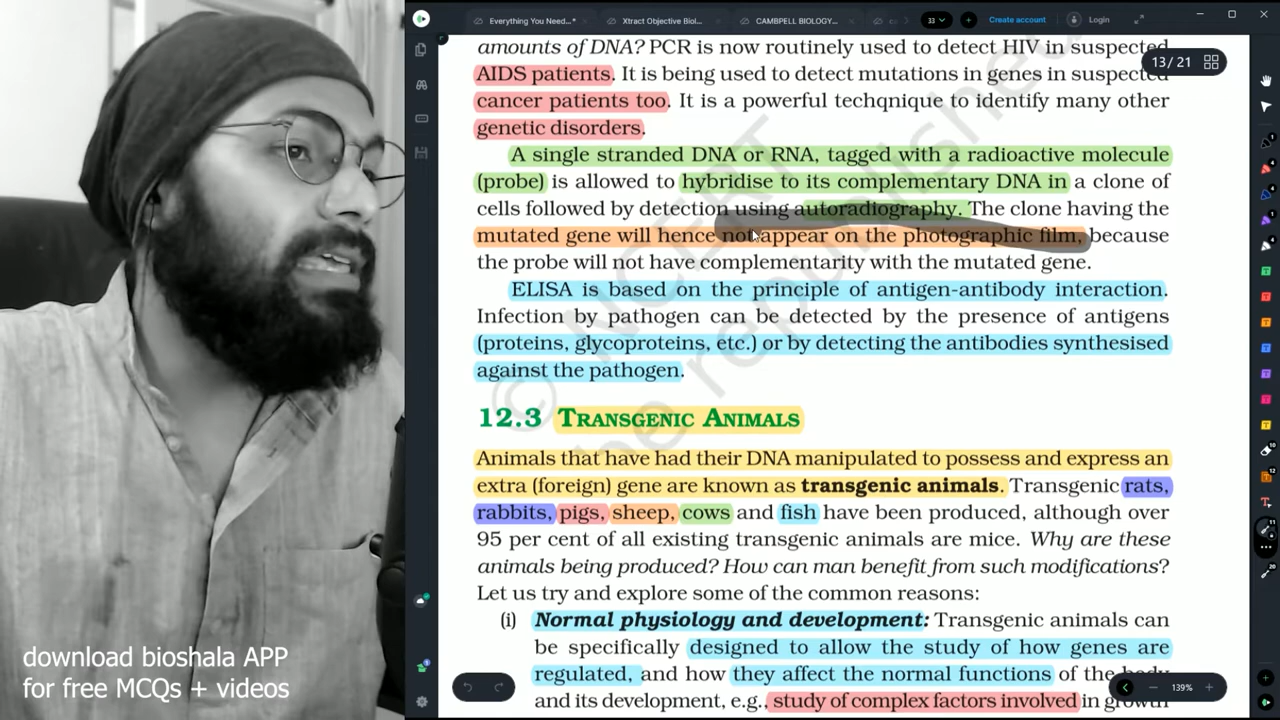 Everything You Need...*
Xtract Objective Biol...
CAMPBELL BIOLOGY...
33
Create account
Login
13/21
amounts of DNA? PCR is now routinely used to detect HIV in suspected
AIDS patients. It is being used to detect mutations in genes in suspected
cancer patients too. It is a powerful techqnique to identify many other
genetic disorders.
A single stranded DNA or RNA, tagged with a radioactive molecule
(probe) is allowed to hybridise to its complementary DNA in a clone of
cells followed by detection using autoradiography. The clone having the
mutated gene will hence not appear on the photographic film, because
the probe will not have complementarity with the mutated gene.
ELISA is based on the principle of antigen-antibody interaction.
Infection by pathogen can be detected by the presence of antigens
(proteins, glycoproteins, etc.) or by detecting the antibodies synthesised
against the pathogen.
12.3 TRANSGENIC ANIMALS
Animals that have had their DNA manipulated to possess and express an
extra (foreign) gene are known as transgenic animals. Transgenic rats,
rabbits, pigs, sheep, cows and fish have been produced, although over
95 per cent of all existing transgenic animals are mice. Why are these
animals being produced? How can man benefit from such modifications?
Let us try and explore some of the common reasons:
(i) Normal physiology and development: Transgenic animals can
be specifically designed to allow the study of how genes are
regulated, and how they affect the normal functions of the body
and its development, e.g., study of complex factors involved in growth
139%
© NCERT
be republished
download bioshala APP
for free MCQs + videos